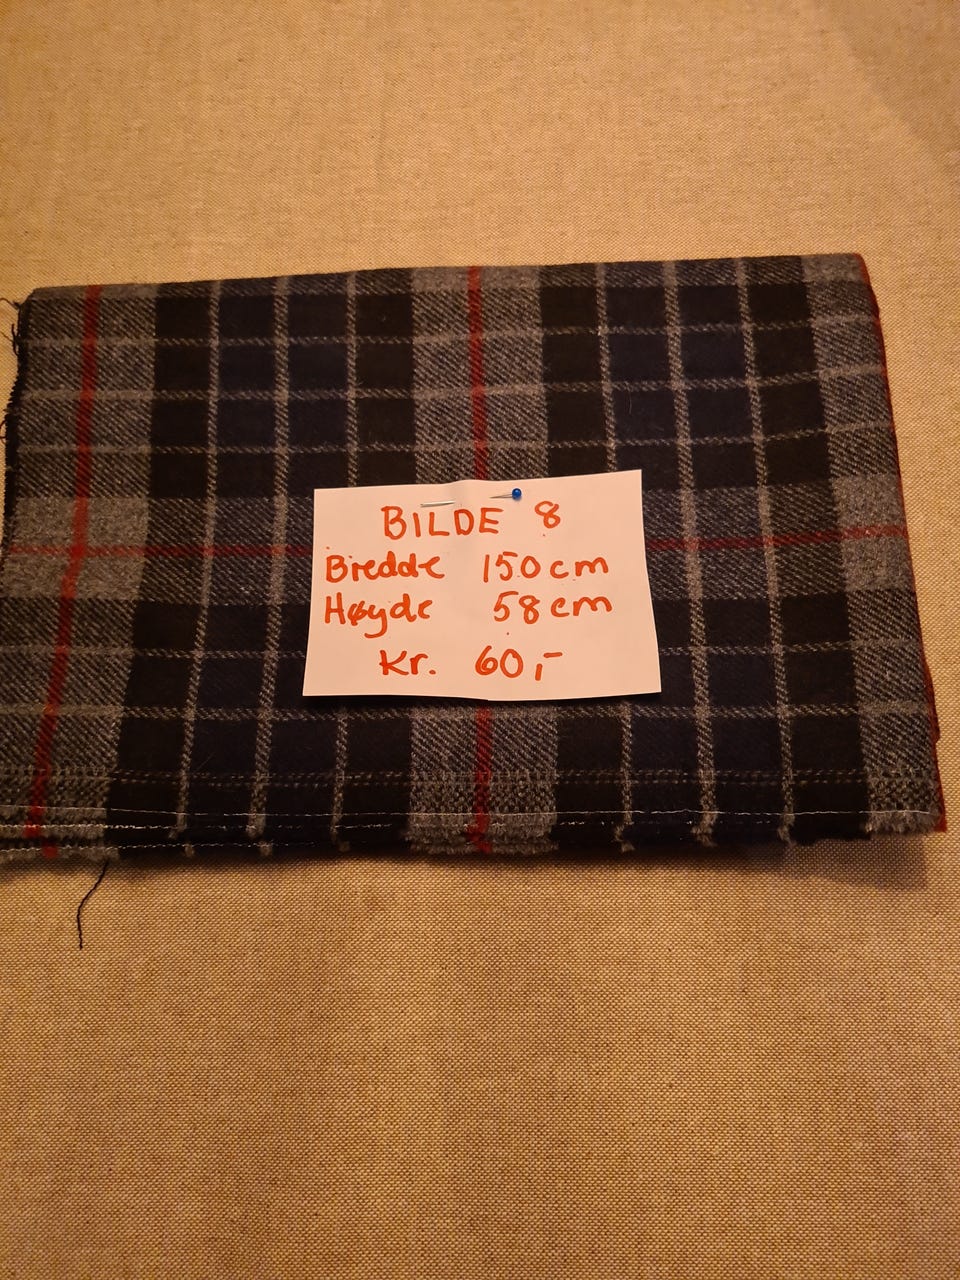 BILDE 8
Bredde 150 cm
Høyde 58 cm
Kr. 60,-